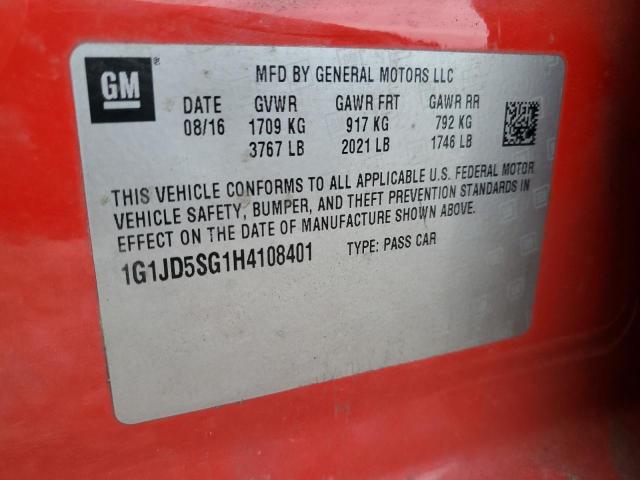 GM
®
MFD BY GENERAL MOTORS LLC
DATE GVWR GAWR FRT GAWR RR
08/16 1709 KG 917 KG 792 KG
3767 LB 2021 LB 1746 LB
THIS VEHICLE CONFORMS TO ALL APPLICABLE U.S. FEDERAL MOTOR
VEHICLE SAFETY, BUMPER, AND THEFT PREVENTION STANDARDS IN
EFFECT ON THE DATE OF MANUFACTURE SHOWN ABOVE.
1G1JD5SG1H4108401 TYPE: PASS CAR